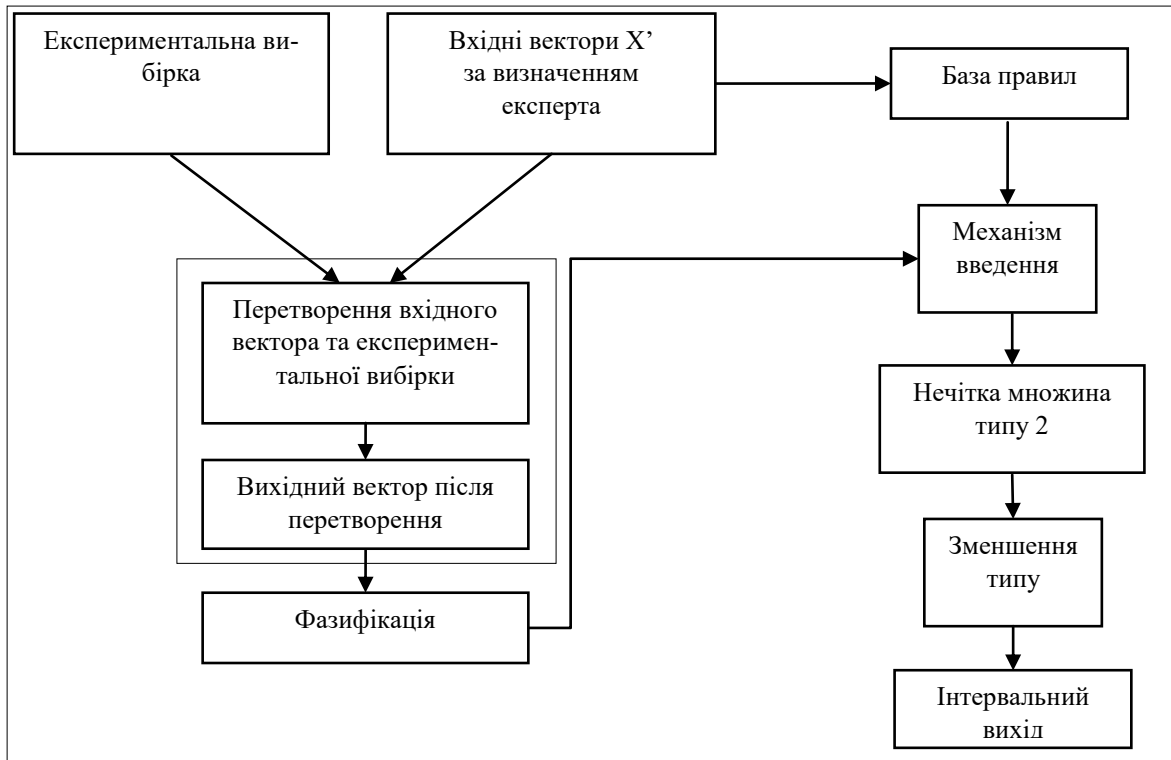 Експериментальна ви-
бірка
Вхідні вектори X’
за визначенням
експерта
База правил
Механізм
введення
Перетворення вхідного
вектора та експеримен-
тальної вибірки
Нечітка множина
типу 2
Вихідний вектор після
перетворення
Зменшення
типу
Фазифікація
Інтервальний
вихід